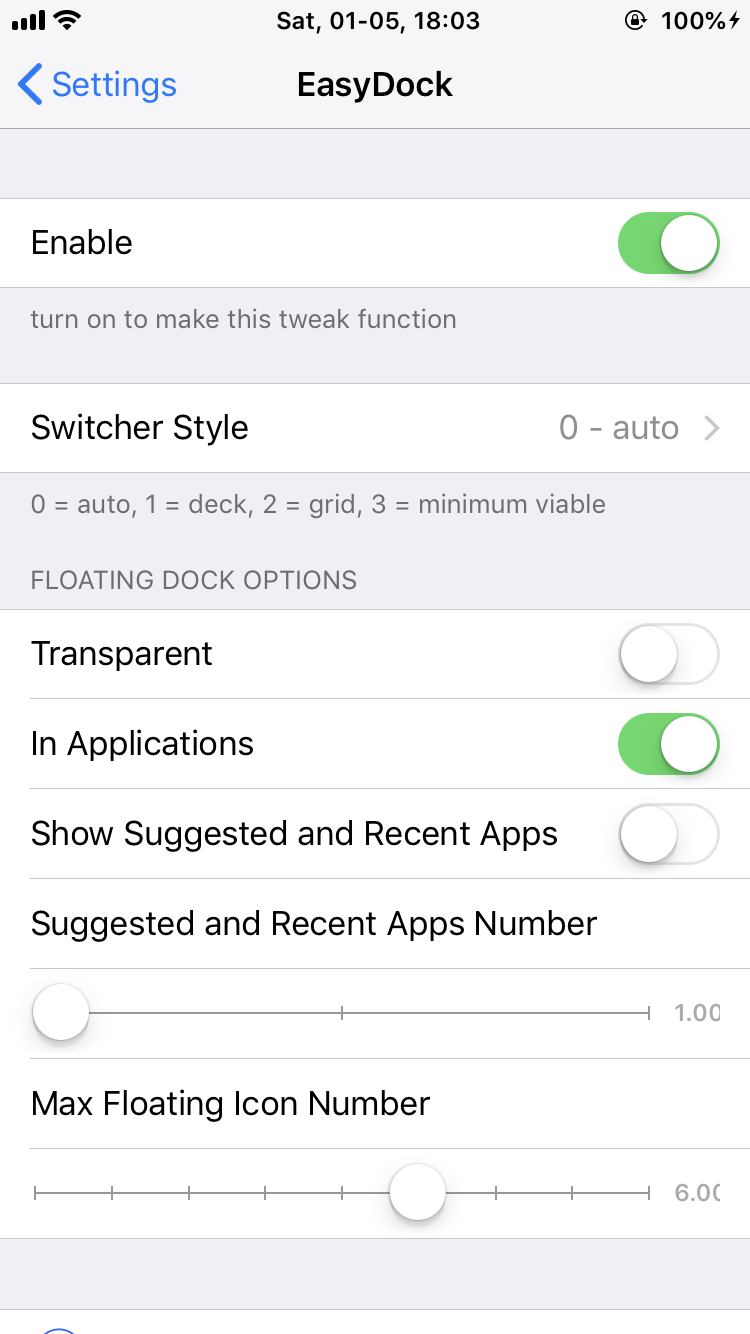 Sat, 01-05, 18:03
100%
Settings
EasyDock
Enable
turn on to make this tweak function
Switcher Style
0 - auto
0 = auto, 1 = deck, 2 = grid, 3 = minimum viable
FLOATING DOCK OPTIONS
Transparent
In Applications
Show Suggested and Recent Apps
Suggested and Recent Apps Number
1.00
Max Floating Icon Number
6.00